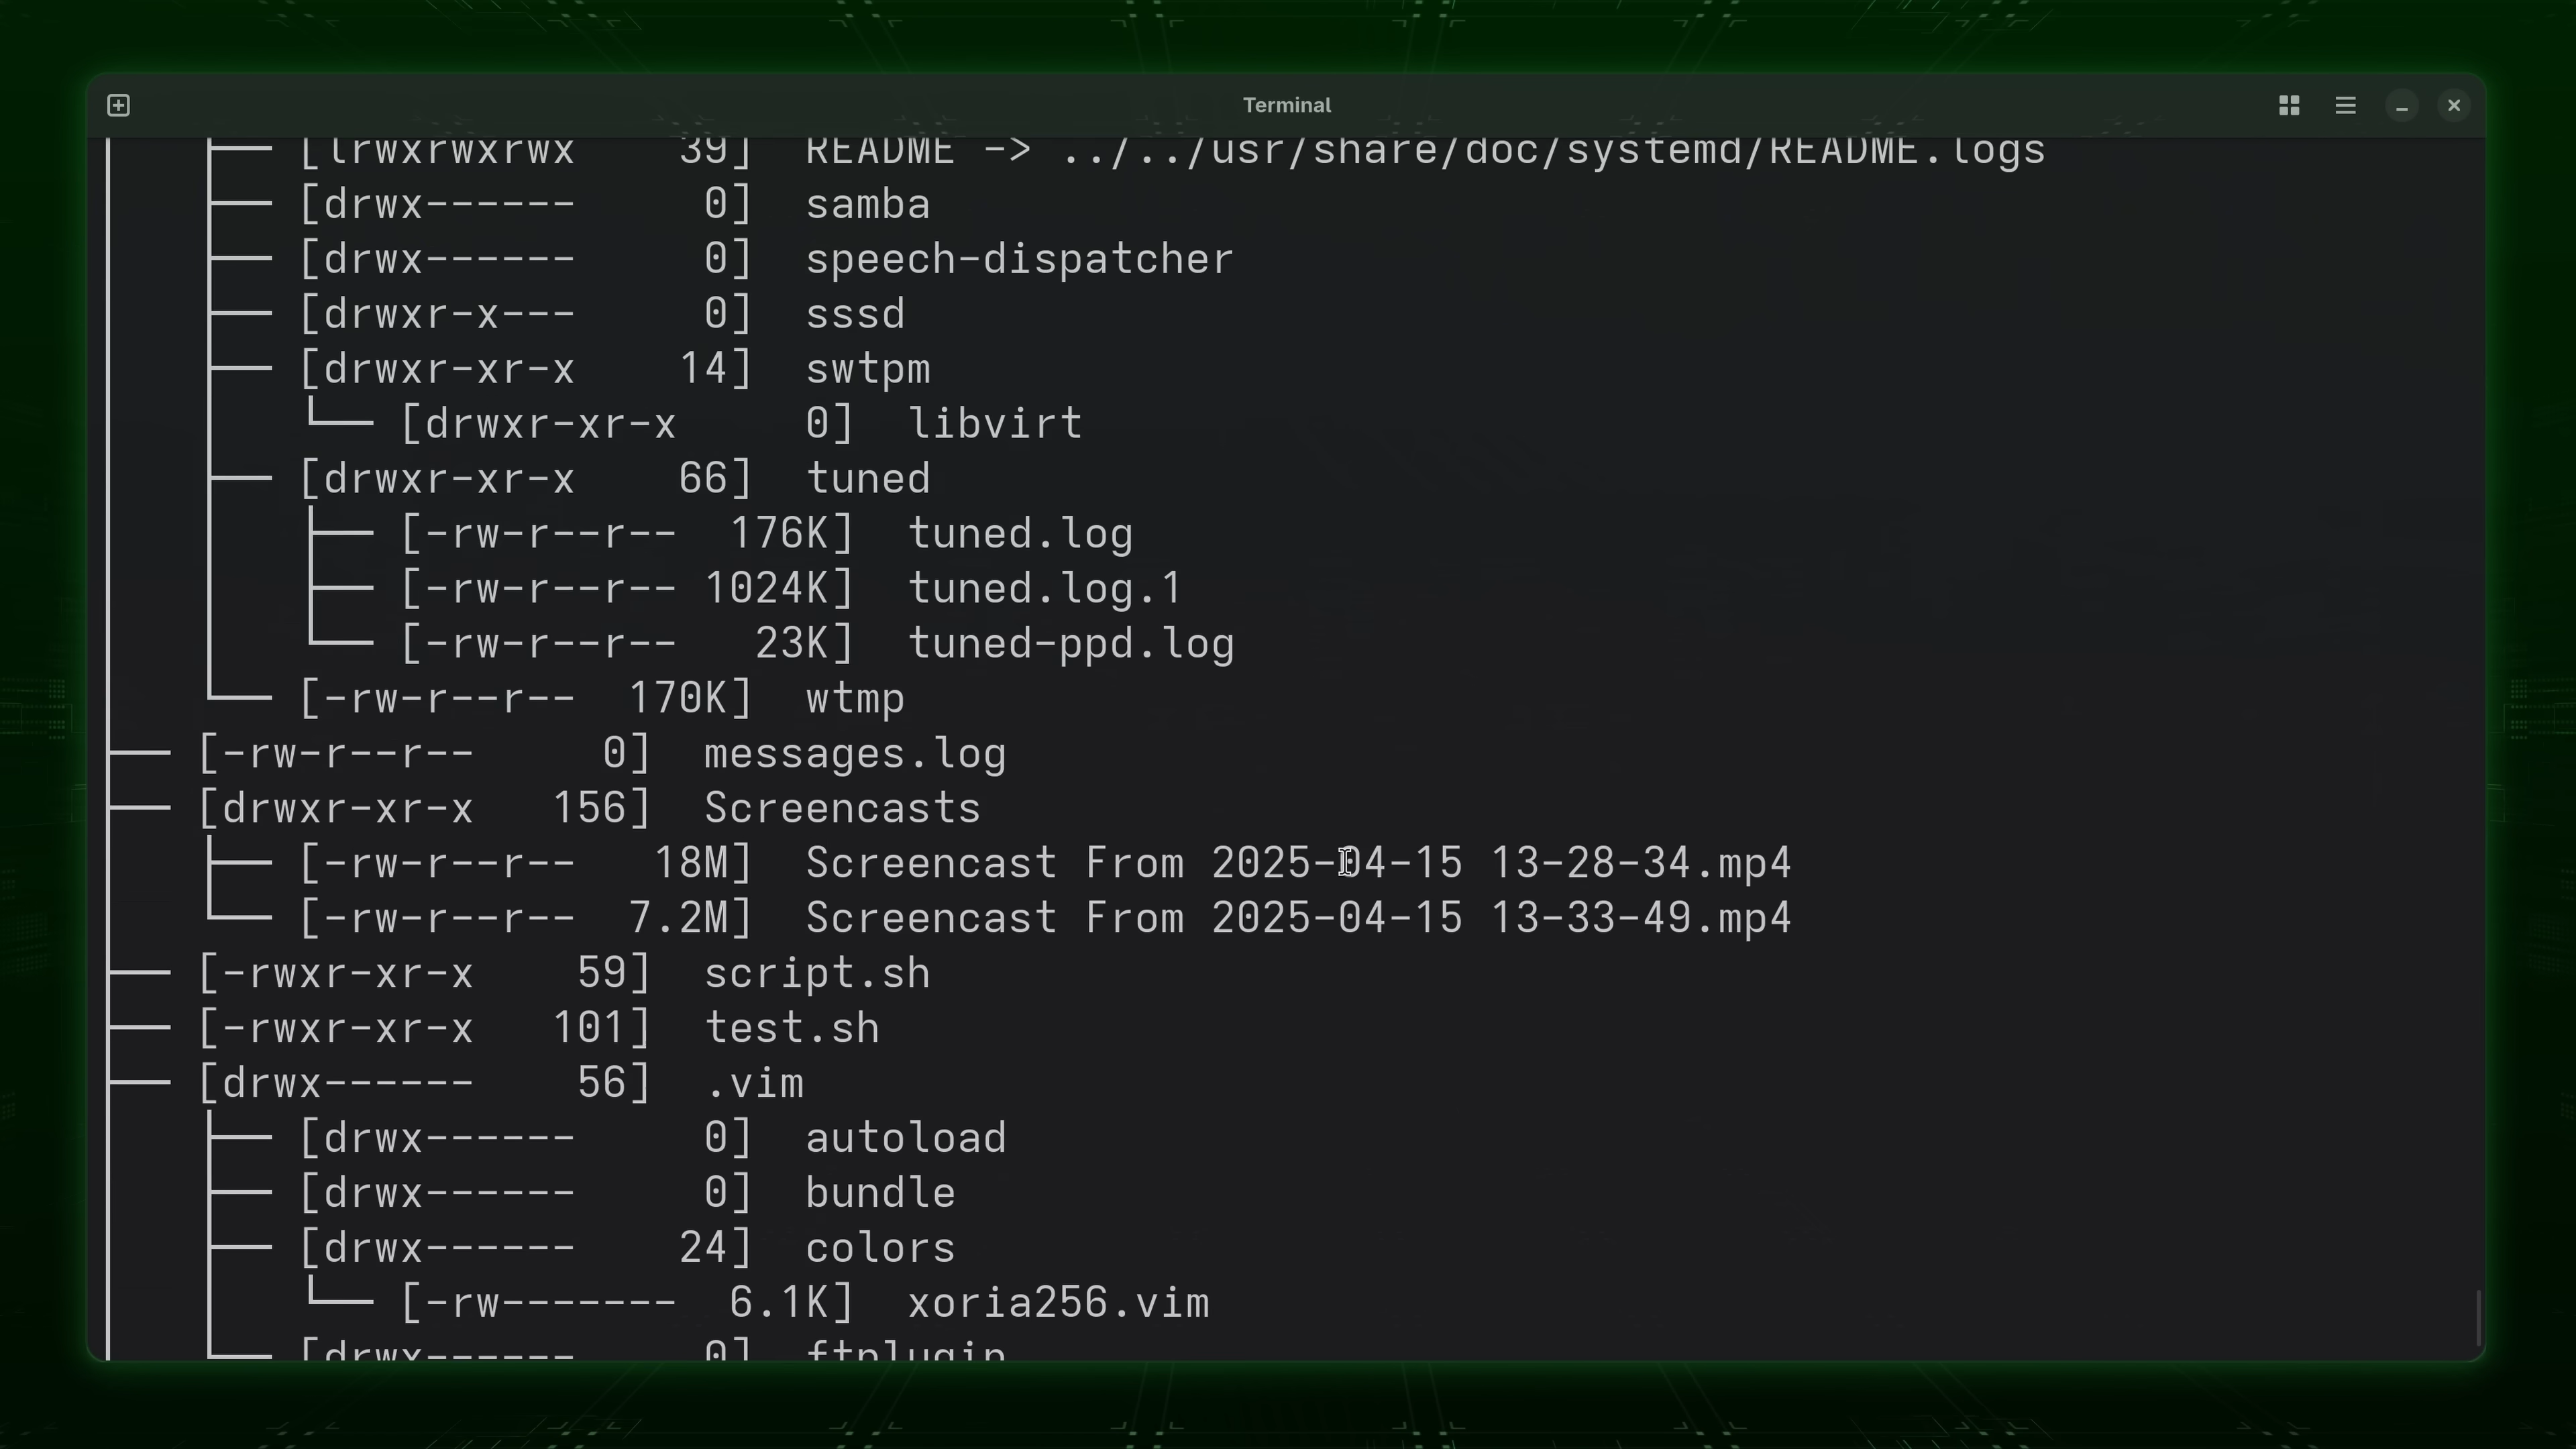 Terminal
├── [lrwxrwxrwx    39]  README -> ../../usr/share/doc/systemd/README.logs
├── [drwx------     0]  samba
├── [drwx------     0]  speech-dispatcher
├── [drwxr-x---     0]  sssd
├── [drwxr-xr-x    14]  swtpm
└── [drwxr-xr-x     0]  libvirt
├── [drwxr-xr-x    66]  tuned
├── [-rw-r--r--  176K]  tuned.log
├── [-rw-r--r-- 1024K]  tuned.log.1
└── [-rw-r--r--   23K]  tuned-ppd.log
└── [-rw-r--r--  170K]  wtmp
├── [-rw-r--r--     0]  messages.log
├── [drwxr-xr-x   156]  Screencasts
├── [-rw-r--r--   18M]  Screencast From 2025-04-15 13-28-34.mp4
└── [-rw-r--r--  7.2M]  Screencast From 2025-04-15 13-33-49.mp4
├── [-rwxr-xr-x    59]  script.sh
├── [-rwxr-xr-x   101]  test.sh
├── [drwx------    56]  .vim
├── [drwx------     0]  autoload
├── [drwx------     0]  bundle
├── [drwx------    24]  colors
└── [-rw-------  6.1K]  xoria256.vim
└── [drwx------     0]  ftplugin